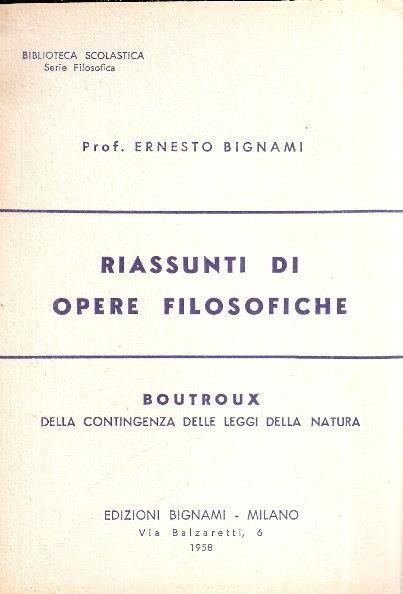 BIBLIOTECA SCOLASTICA
Serie Filosofica
Prof. ERNESTO BIGNAMI
RIASSUNTI DI
OPERE FILOSOFICHE
BOUTROUX
DELLA CONTINGENZA DELLE LEGGI DELLA NATURA
EDIZIONI BIGNAMI - MILANO
Via Balzaretti, 6
1958